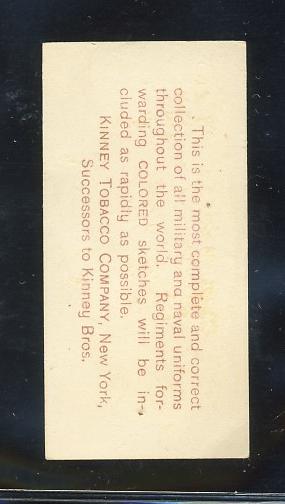 This is the most complete and correct
collection of all military and naval uniforms
throughout the world. Regiments for-
warding COLORED sketches will be in-
cluded as rapidly as possible.
KINNEY TOBACCO COMPANY, New York,
Successors to Kinney Bros.